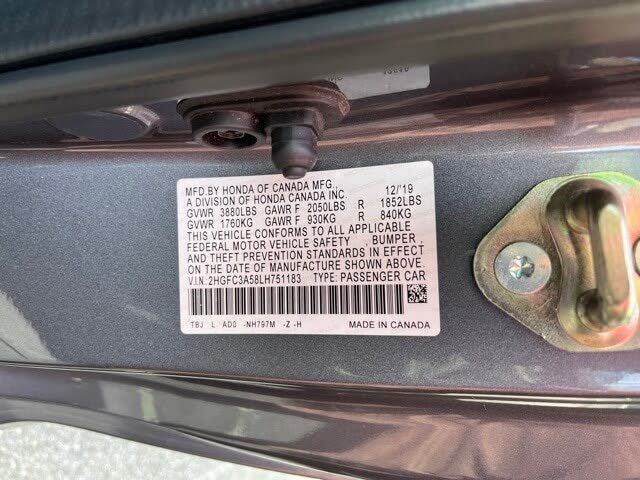 MFD.BY HONDA OF CANADA MFG., 12/'19
A DIVISION OF HONDA CANADA INC.
GVWR 3880LBS GAWR F 2050LBS R 1852LBS
GVWR 1760KG GAWR F 930KG R 840KG
THIS VEHICLE CONFORMS TO ALL APPLICABLE
FEDERAL MOTOR VEHICLE SAFETY , BUMPER,
AND THEFT PREVENTION STANDARDS IN EFFECT
ON THE DATE OF MANUFACTURE SHOWN ABOVE.
V.I.N.:2HGFC3A58LH751183 TYPE: PASSENGER CAR
TBJ L AD0 -NH797M -Z -H MADE IN CANADA